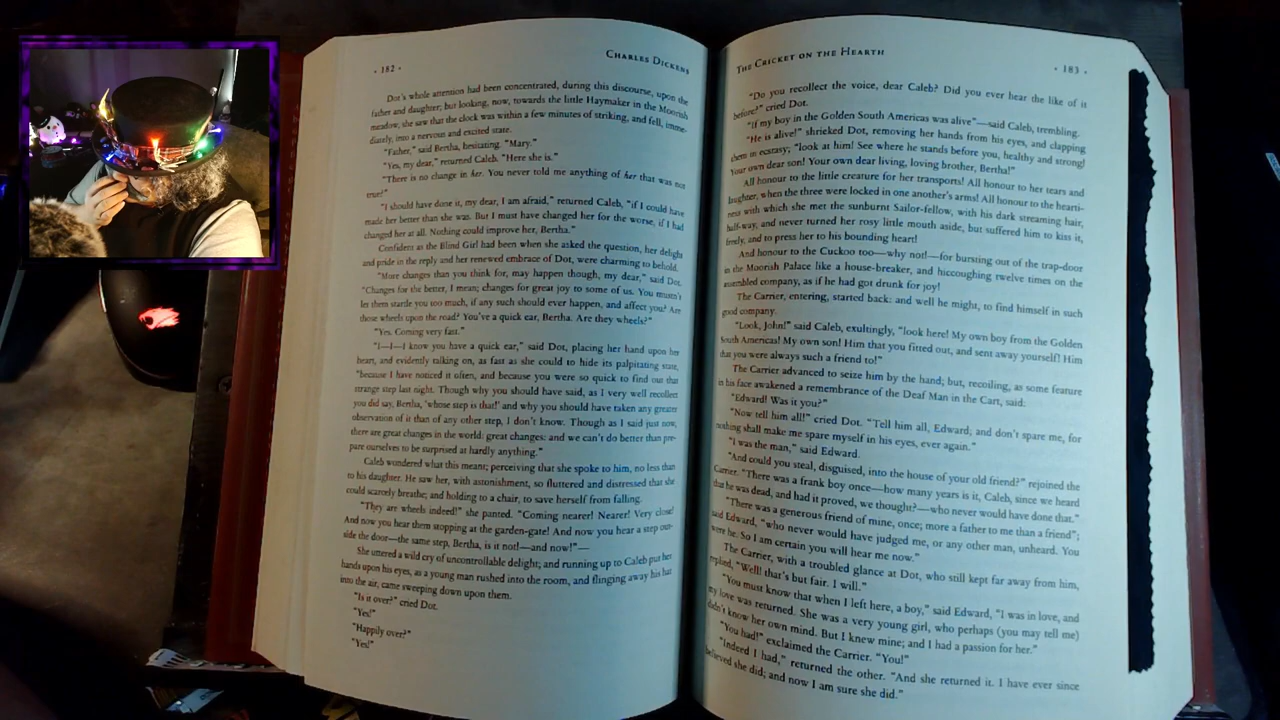 · 182 ·
CHARLES DICKENS
Dot's whole attention had been concentrated, during this discourse, upon the
father and daughter; but looking, now, towards the little Haymaker in the Moorish
meadow, she saw that the clock was within a few minutes of striking, and fell, imme-
diately, into a nervous and excited state.
"Father," said Bertha, hesitating. "Mary."
"Yes, my dear," returned Caleb. "Here she is."
"There is no change in her. You never told me anything of her that was not
true?"
"I should have done it, my dear, I am afraid," returned Caleb, "if I could have
made her better than she was. But I must have changed her for the worse, if I had
changed her at all. Nothing could improve her, Bertha."
Confident as the Blind Girl had been when she asked the question, her delight
and pride in the reply and her renewed embrace of Dot, were charming to behold.
"More changes than you think for, may happen though, my dear," said Dot.
"Changes for the better, I mean; changes for great joy to some of us. You mustn't
let them startle you too much, if any such should ever happen, and affect you? Are
those wheels upon the road? You've a quick ear, Bertha. Are they wheels?"
"Yes. Coming very fast."
"I—I—I know you have a quick ear," said Dot, placing her hand upon her
heart, and evidently talking on, as fast as she could to hide its palpitating state,
"because I have noticed it often, and because you were so quick to find out that
strange step last night. Though why you should have said, as I very well recollect
you did say, Bertha, 'whose step is that!' and why you should have taken any greater
observation of it than of any other step, I don't know. Though as I said just now,
there are great changes in the world: great changes: and we can't do better than pre-
pare ourselves to be surprised at hardly anything."
Caleb wondered what this meant; perceiving that she spoke to him, no less than
to his daughter. He saw her, with astonishment, so fluttered and distressed that she
could scarcely breathe; and holding to a chair, to save herself from falling.
"They are wheels indeed!" she panted. "Coming nearer! Nearer! Very close!
And now you hear them stopping at the garden-gate! And now you hear a step out-
side the door—the same step, Bertha, is it not!—and now!"—
She uttered a wild cry of uncontrollable delight; and running up to Caleb put her
hands upon his eyes, as a young man rushed into the room, and flinging away his hat
into the air, came sweeping down upon them.
"Is it over?" cried Dot.
"Yes!"
"Happily over?"
"Yes!"
THE CRICKET ON THE HEARTH
· 183 ·
"Do you recollect the voice, dear Caleb? Did you ever hear the like of it
before?" cried Dot.
"If my boy in the Golden South Americas was alive"—said Caleb, trembling.
"He is alive!" shrieked Dot, removing her hands from his eyes, and clapping
them in ecstasy; "look at him! See where he stands before you, healthy and strong!
Your own dear son! Your own dear living, loving brother, Bertha!"
All honour to the little creature for her transports! All honour to her tears and
laughter, when the three were locked in one another's arms! All honour to the hearti-
ness with which she met the sunburnt Sailor-fellow, with his dark streaming hair,
half-way, and never turned her rosy little mouth aside, but suffered him to kiss it,
freely, and to press her to his bounding heart!
And honour to the Cuckoo too—why not!—for bursting out of the trap-door
in the Moorish Palace like a house-breaker, and hiccoughing twelve times on the
assembled company, as if he had got drunk for joy!
The Carrier, entering, started back: and well he might, to find himself in such
good company.
"Look, John!" said Caleb, exultingly, "look here! My own boy from the Golden
South Americas! My own son! Him that you fitted out, and sent away yourself! Him
that you were always such a friend to!"
The Carrier advanced to seize him by the hand; but, recoiling, as some feature
in his face awakened a remembrance of the Deaf Man in the Cart, said:
"Edward! Was it you?"
"Now tell him all!" cried Dot. "Tell him all, Edward; and don't spare me, for
nothing shall make me spare myself in his eyes, ever again."
"I was the man," said Edward.
"And could you steal, disguised, into the house of your old friend?" rejoined the
Carrier. "There was a frank boy once—how many years is it, Caleb, since we heard
that he was dead, and had it proved, we thought?—who never would have done that."
"There was a generous friend of mine, once; more a father to me than a friend";
said Edward, "who never would have judged me, or any other man, unheard. You
were he. So I am certain you will hear me now."
The Carrier, with a troubled glance at Dot, who still kept far away from him,
replied, "Well! that's but fair. I will."
"You must know that when I left here, a boy," said Edward, "I was in love, and
my love was returned. She was a very young girl, who perhaps (you may tell me)
didn't know her own mind. But I knew mine; and I had a passion for her."
"You had!" exclaimed the Carrier. "You!"
"Indeed I had," returned the other. "And she returned it. I have ever since
believed she did; and now I am sure she did."